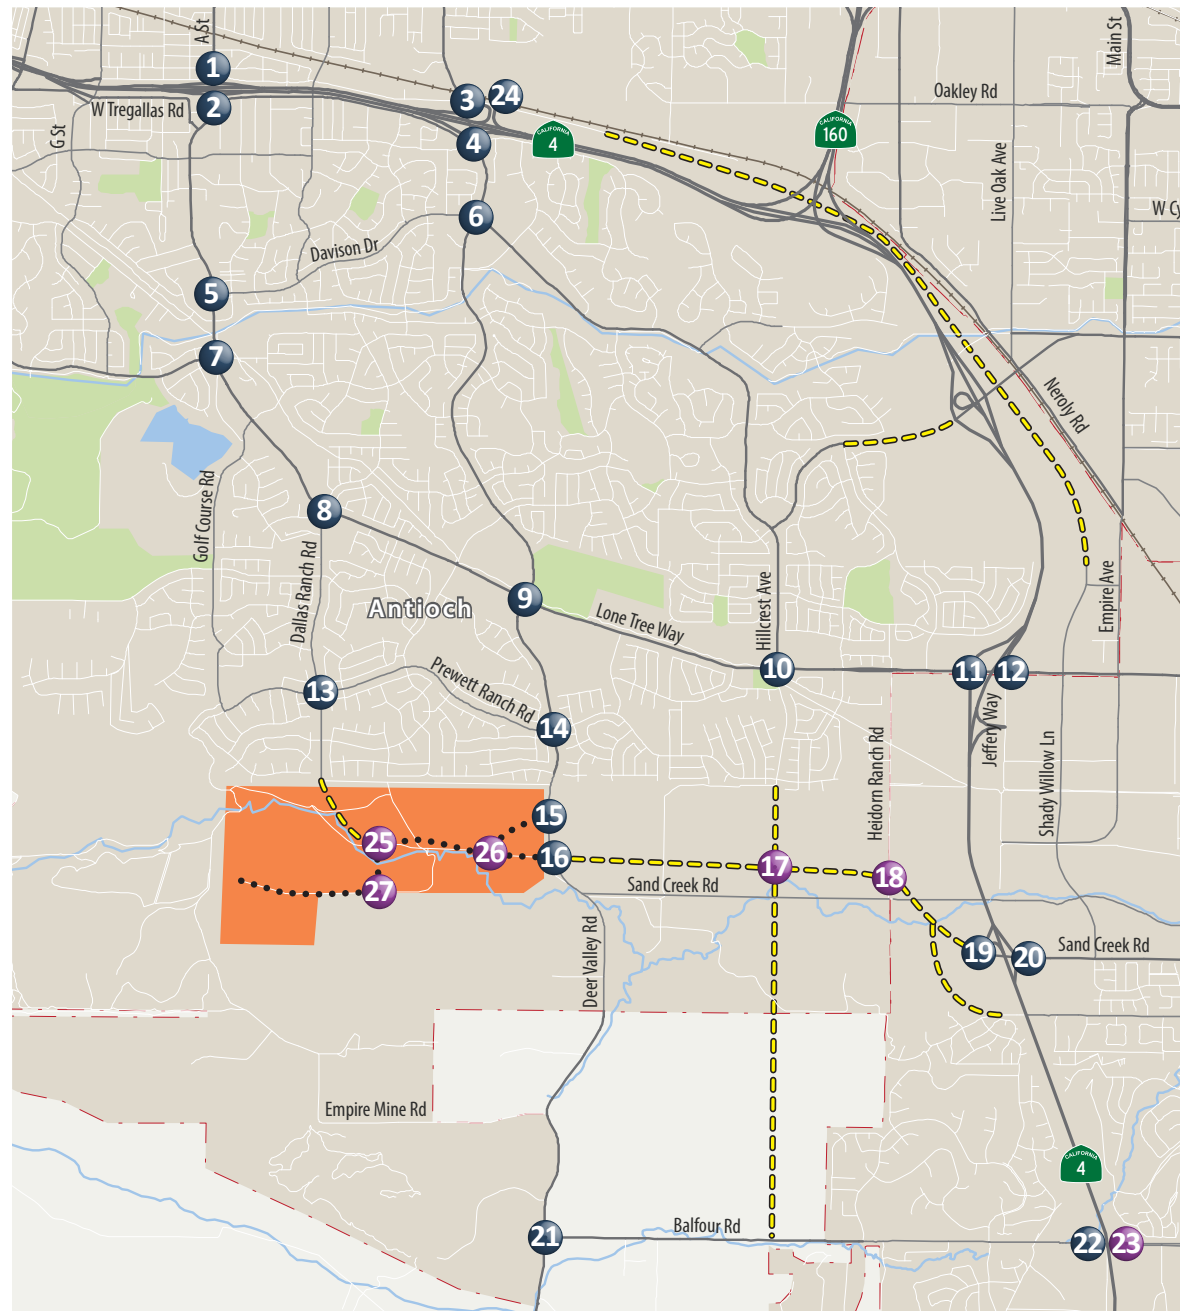 A St
Main St
1
3
24
Oakley Rd
W Tregallas Rd
2
CALIFORNIA
4
CALIFORNIA
160
G St
4
Live Oak Ave
6
W Cy
Davison Dr
5
7
Neroly Rd
Golf Course Rd
8
Dallas Ranch Rd
Antioch
9
Lone Tree Way
Hillcrest Ave
Empire Ave
10
11
12
13
Prewett Ranch Rd
14
Jeffery Way
Heidorn Ranch Rd
Shady Willow Ln
15
25
26
16
17
18
27
Sand Creek Rd
Deer Valley Rd
19
20
Sand Creek Rd
Empire Mine Rd
CALIFORNIA
4
21
Balfour Rd
22
23